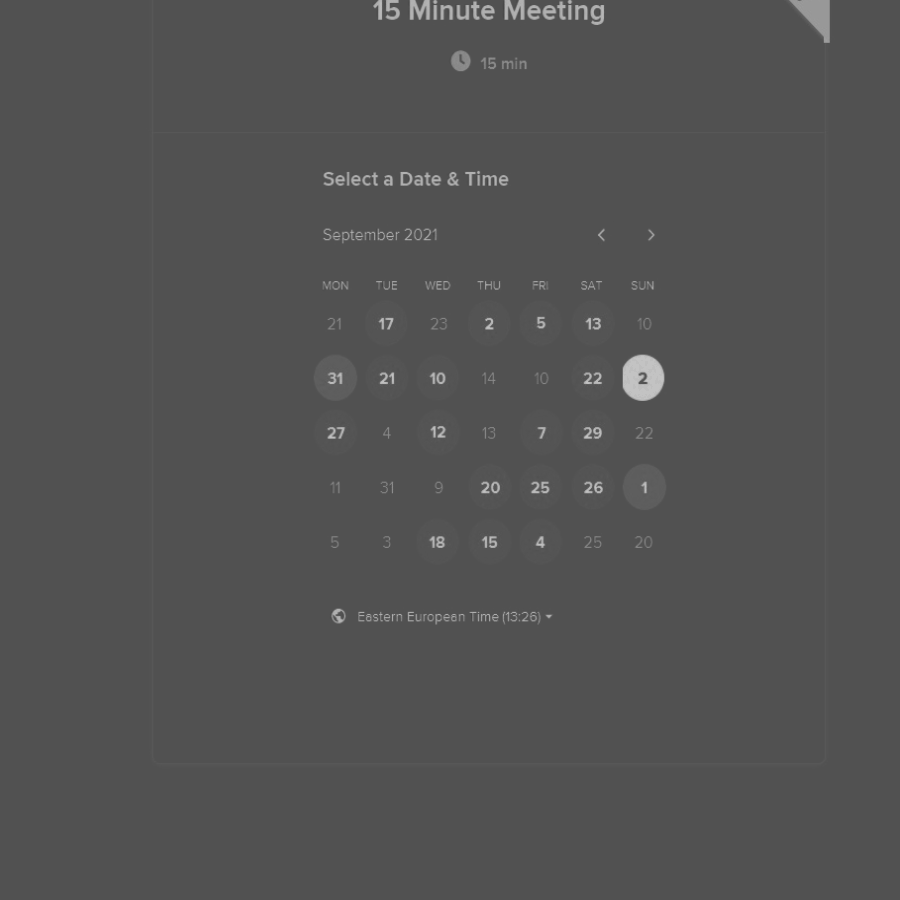 15 Minute Meeting
15 min
Select a Date & Time
September 2021
MON TUE WED THU FRI SAT SUN
21 17 23 2 5 13 10
31 21 10 14 10 22 2
27 4 12 13 7 29 22
11 31 9 20 25 26 1
5 3 18 15 4 25 20
Eastern European Time (13:26)